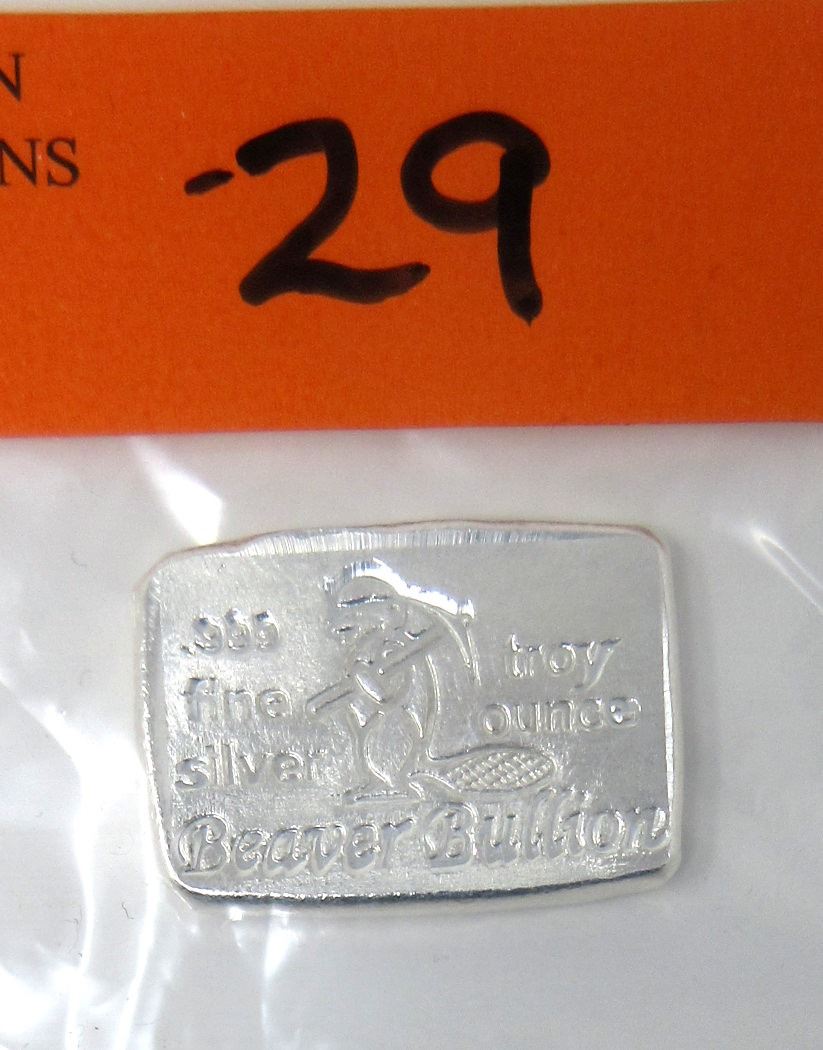 N
NS
-29
.999
fine
silver
troy
ounce
Beaver Bullion